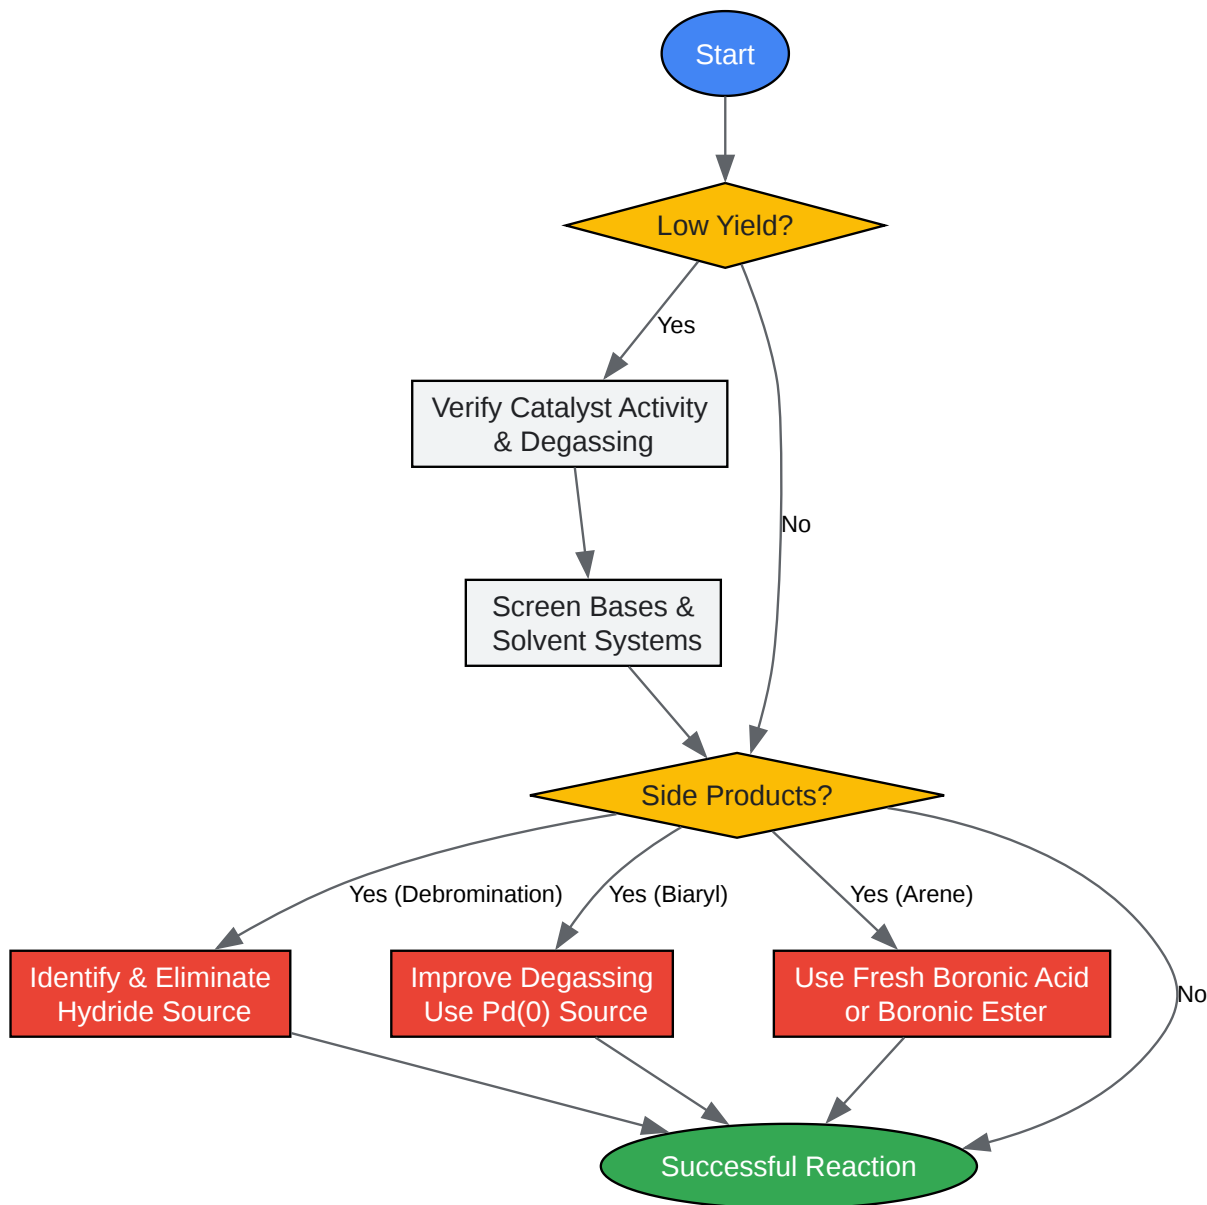 Start
Low Yield?
Yes
Verify Catalyst Activity
& Degassing
No
Screen Bases &
Solvent Systems
Side Products?
Yes (Debromination)
Yes (Biaryl)
Yes (Arene)
No
Identify & Eliminate
Hydride Source
Improve Degassing
Use Pd(0) Source
Use Fresh Boronic Acid
or Boronic Ester
Successful Reaction